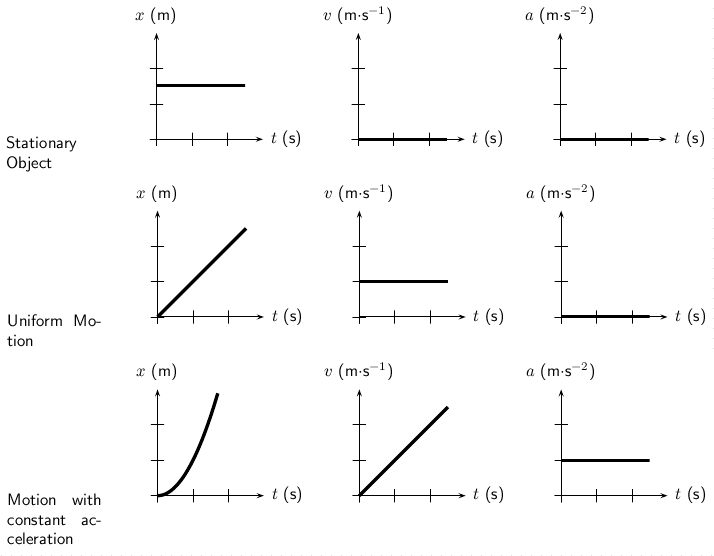 x (m)
v (m·s⁻¹)
a (m·s⁻²)
t (s)
t (s)
t (s)
Stationary
Object
x (m)
v (m·s⁻¹)
a (m·s⁻²)
t (s)
t (s)
t (s)
Uniform Mo-
tion
x (m)
v (m·s⁻¹)
a (m·s⁻²)
t (s)
t (s)
t (s)
Motion with
constant ac-
celeration